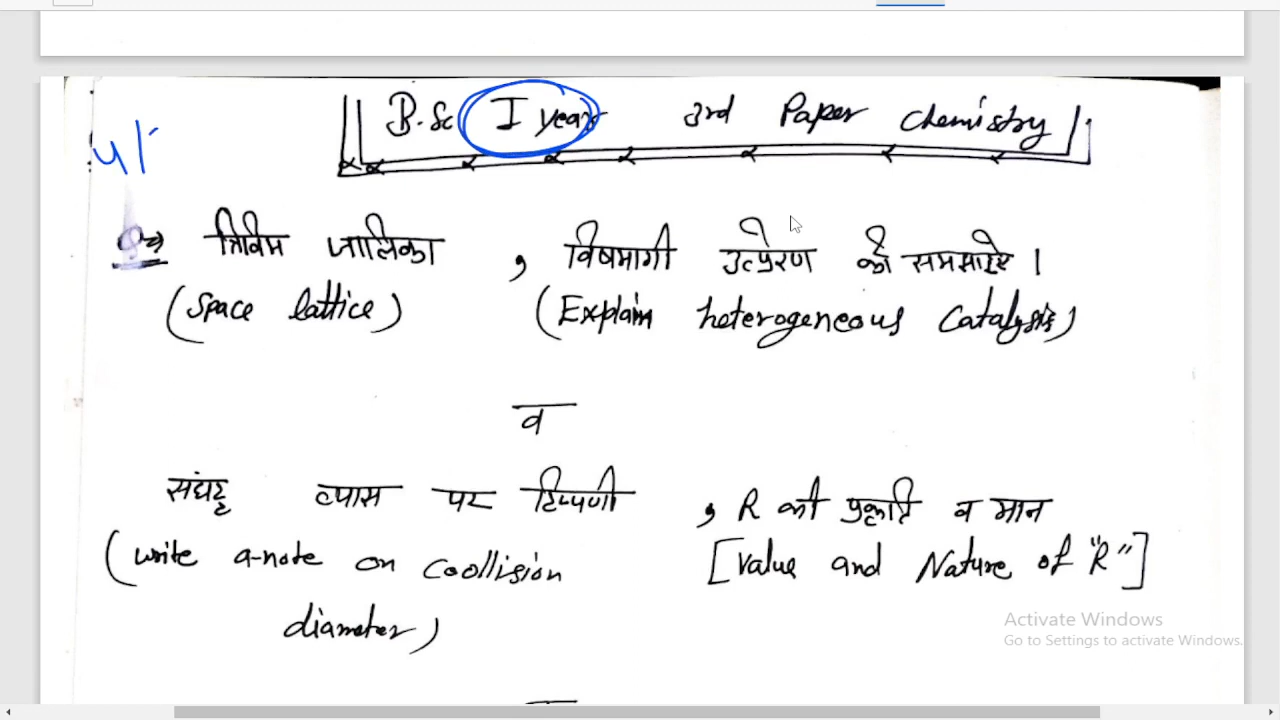 B.Sc I year 3rd Paper Chemistry
त्रिविम जालिका , विषमांगी उत्प्रेरण को समझाइए ।
(Space lattice) (Explain heterogeneous Catalysis)
व
संघट्ट व्यास पर टिप्पणी , R की प्रकृति व मान
(write a-note on Coollision [Value and Nature of "R"]
diameter)
Activate Windows
Go to Settings to activate Windows.